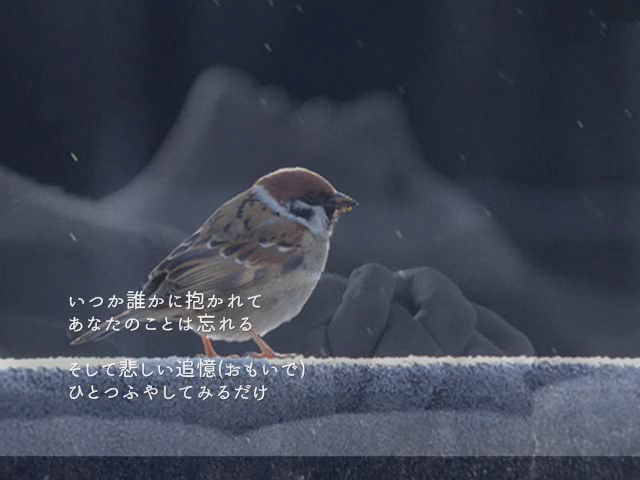 いつか誰かに抱かれて
あなたのことは忘れる
そして悲しい追憶(おもいで)
ひとつふやしてみるだけ